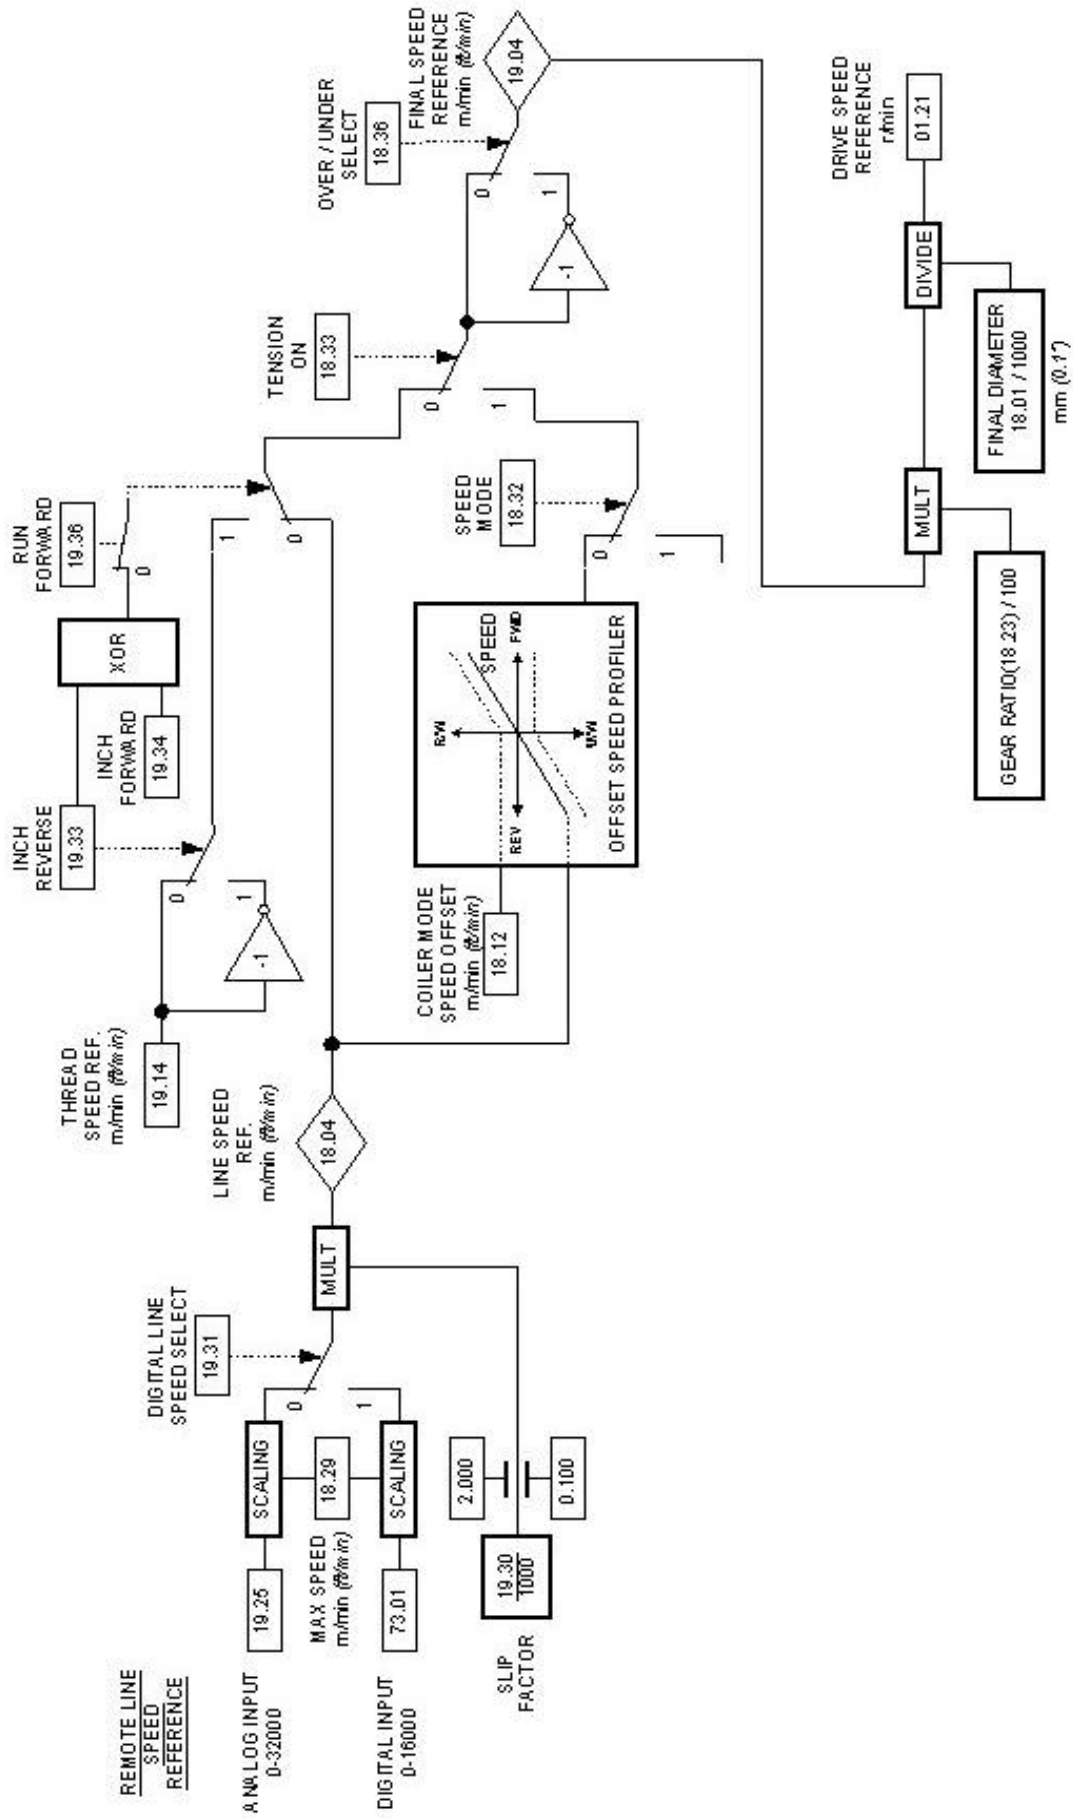 REMOTE LINE
SPEED
REFERENCE
ANALOG INPUT
0-32000
19.25
SCALING
MAX SPEED
m/min (ft/min)
18.29
DIGITAL INPUT
0-16000
73.01
SCALING
SLIP
FACTOR
19.30
1000
2.000
0.100
DIGITAL LINE
SPEED SELECT
19.31
0
1
MULT
LINE SPEED
REF.
m/min (ft/min)
18.04
THREAD
SPEED REF.
m/min (ft/min)
19.14
-1
0
1
INCH
REVERSE
19.33
INCH
FORWARD
19.34
XOR
RUN
FORWARD
19.36
0
1
0
COILER MODE
SPEED OFFSET
m/min (ft/min)
18.12
R/W
SPEED
REV
FWD
U/W
OFFSET SPEED PROFILER
SPEED
MODE
18.32
0
1
TENSION
ON
18.33
0
1
-1
OVER / UNDER
SELECT
18.36
0
1
FINAL SPEED
REFERENCE
m/min (ft/min)
19.04
GEAR RATIO(18.23) / 100
MULT
FINAL DIAMETER
18.01 / 1000
mm (0.1")
DIVIDE
DRIVE SPEED
REFERENCE
r/min
01.21